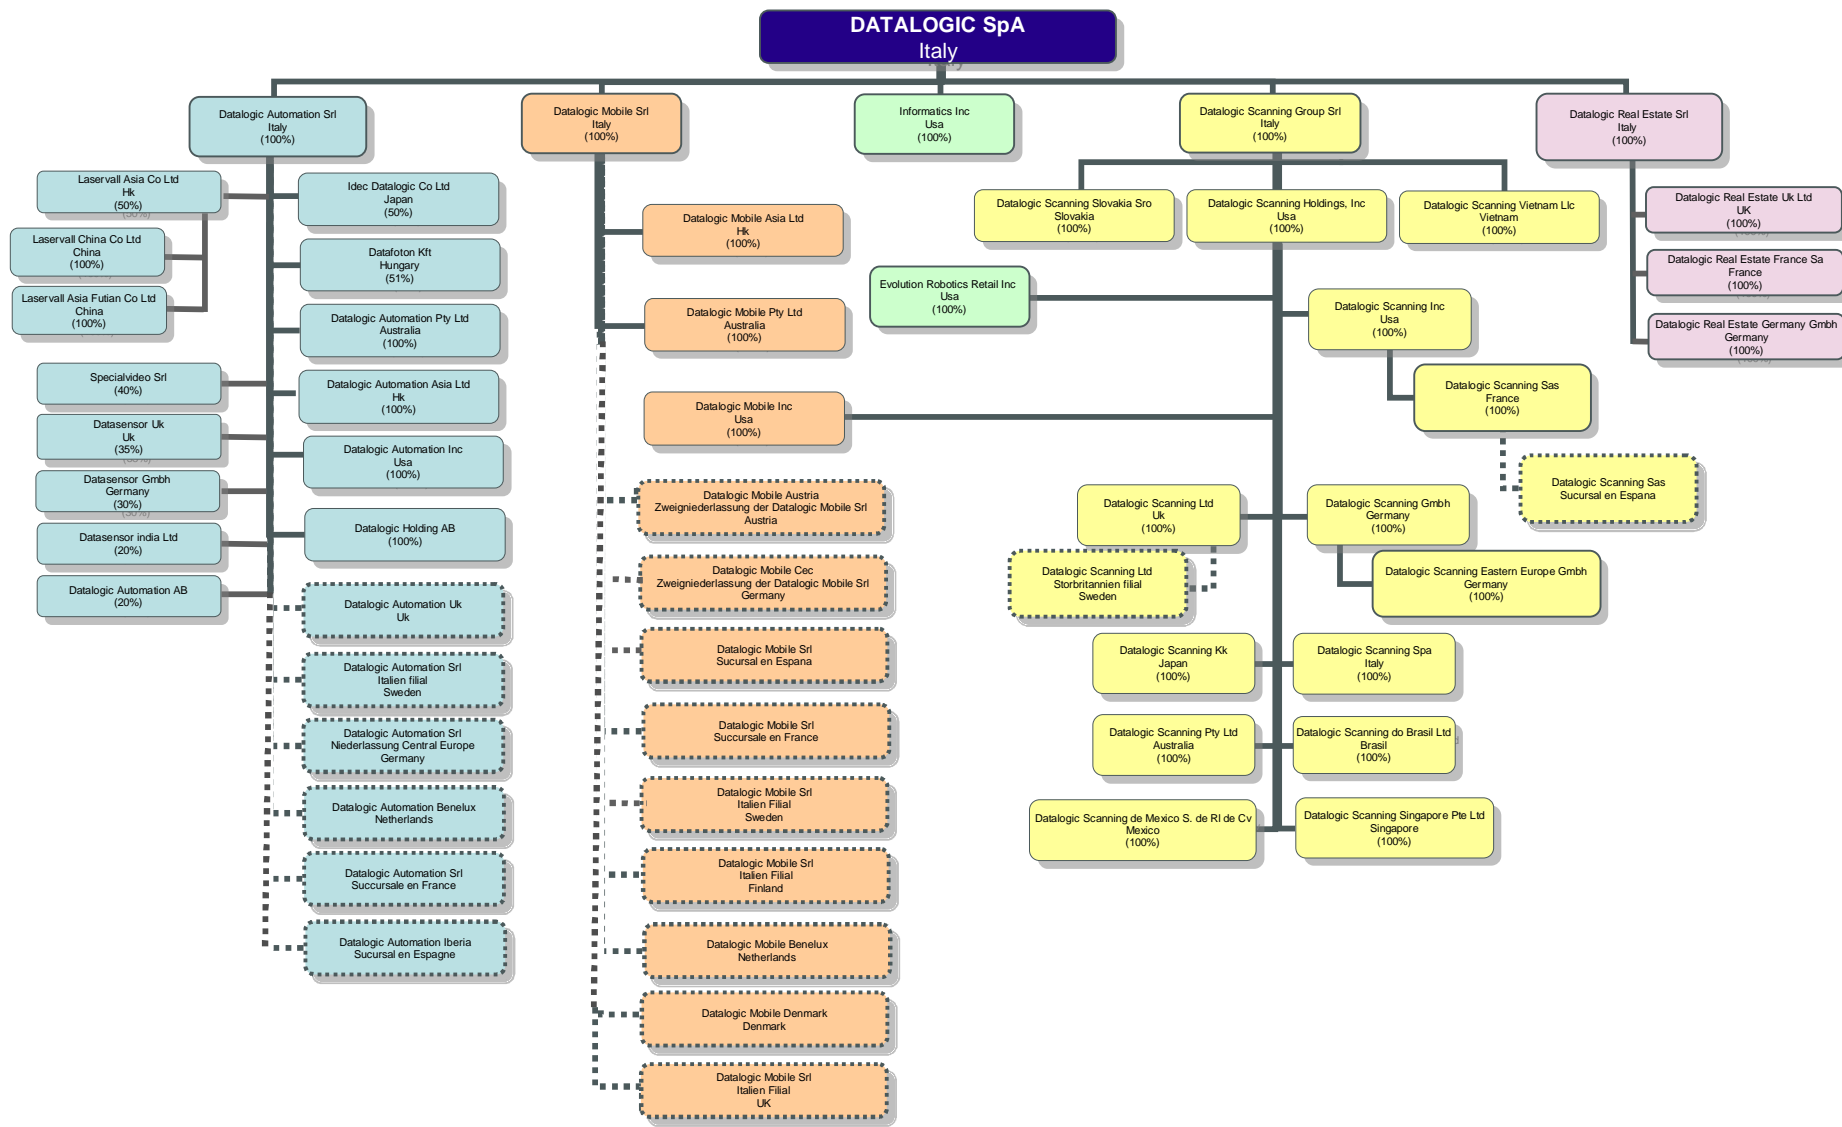 DATALOGIC SpA
Italy
Datalogic Automation Srl
Italy
(100%)
Datalogic Mobile Srl
Italy
(100%)
Informatics Inc
Usa
(100%)
Datalogic Scanning Group Srl
Italy
(100%)
Datalogic Real Estate Srl
Italy
(100%)
Laservall Asia Co Ltd
Hk
(50%)
Laservall China Co Ltd
China
(100%)
Laservall Asia Futian Co Ltd
China
(100%)
Specialvideo Srl
(40%)
Datasensor Uk
Uk
(35%)
Datasensor Gmbh
Germany
(30%)
Datasensor india Ltd
(20%)
Datalogic Automation AB
(20%)
Idec Datalogic Co Ltd
Japan
(50%)
Datafoton Kft
Hungary
(51%)
Datalogic Automation Pty Ltd
Australia
(100%)
Datalogic Automation Asia Ltd
Hk
(100%)
Datalogic Automation Inc
Usa
(100%)
Datalogic Holding AB
(100%)
Datalogic Automation Uk
Uk
Datalogic Automation Srl
Italien filial
Sweden
Datalogic Automation Srl
Niederlassung Central Europe
Germany
Datalogic Automation Benelux
Netherlands
Datalogic Automation Srl
Succursale en France
Datalogic Automation Iberia
Sucursal en Espagne
Datalogic Mobile Asia Ltd
Hk
(100%)
Datalogic Mobile Pty Ltd
Australia
(100%)
Datalogic Mobile Inc
Usa
(100%)
Datalogic Mobile Austria
Zweigniederlassung der Datalogic Mobile Srl
Austria
Datalogic Mobile Cec
Zweigniederlassung der Datalogic Mobile Srl
Germany
Datalogic Mobile Srl
Sucursal en Espana
Datalogic Mobile Srl
Succursale en France
Datalogic Mobile Srl
Italien Filial
Sweden
Datalogic Mobile Srl
Italien Filial
Finland
Datalogic Mobile Benelux
Netherlands
Datalogic Mobile Denmark
Denmark
Datalogic Mobile Srl
Italien Filial
UK
Datalogic Scanning Slovakia Sro
Slovakia
(100%)
Datalogic Scanning Holdings, Inc
Usa
(100%)
Datalogic Scanning Vietnam Llc
Vietnam
(100%)
Evolution Robotics Retail Inc
Usa
(100%)
Datalogic Scanning Inc
Usa
(100%)
Datalogic Scanning Sas
France
(100%)
Datalogic Scanning Sas
Sucursal en Espana
Datalogic Scanning Ltd
Uk
(100%)
Datalogic Scanning Ltd
Storbritannien filial
Sweden
Datalogic Scanning Gmbh
Germany
(100%)
Datalogic Scanning Eastern Europe Gmbh
Germany
(100%)
Datalogic Scanning Kk
Japan
(100%)
Datalogic Scanning Spa
Italy
(100%)
Datalogic Scanning Pty Ltd
Australia
(100%)
Datalogic Scanning do Brasil Ltd
Brasil
(100%)
Datalogic Scanning de Mexico S. de Rl de Cv
Mexico
(100%)
Datalogic Scanning Singapore Pte Ltd
Singapore
(100%)
Datalogic Real Estate Uk Ltd
UK
(100%)
Datalogic Real Estate France Sa
France
(100%)
Datalogic Real Estate Germany Gmbh
Germany
(100%)